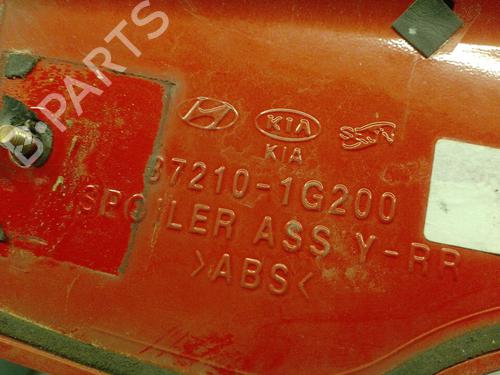 KIA
KIA
87210-1G200
SPOILER ASS Y-RR
>ABS<
B-PARTS